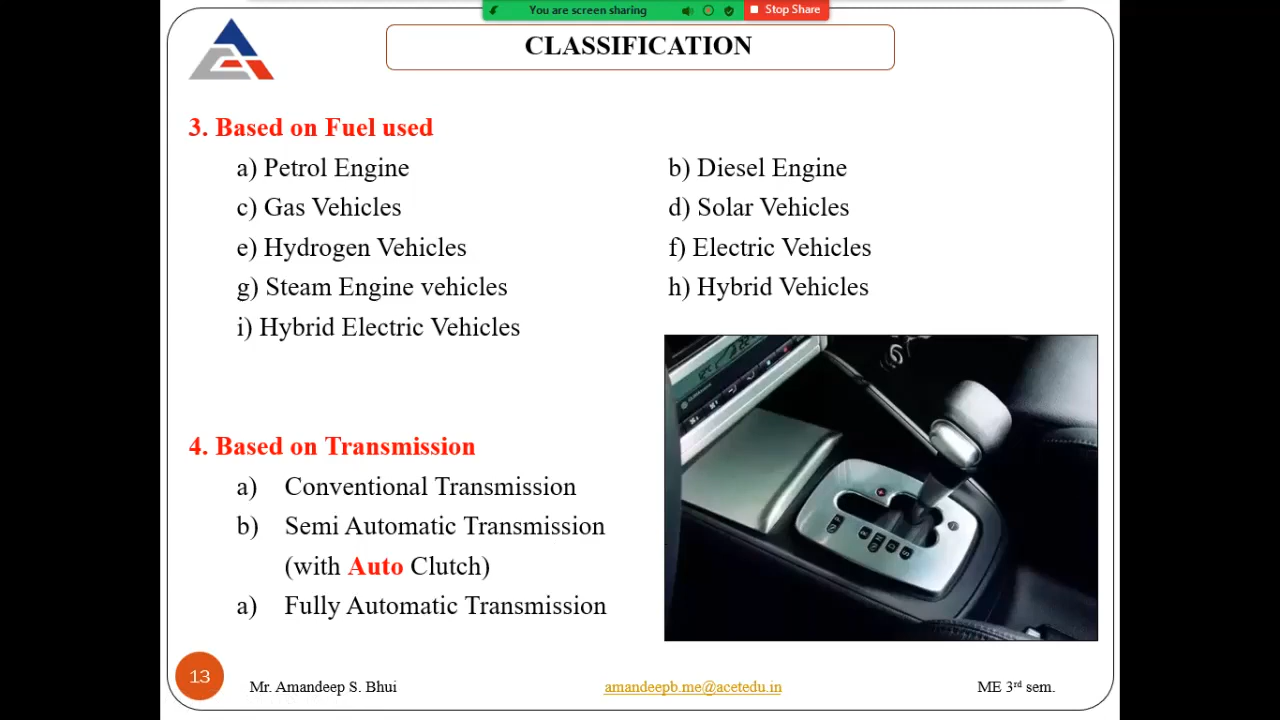 You are screen sharing
Stop Share
CLASSIFICATION
3. Based on Fuel used
a) Petrol Engine
b) Diesel Engine
c) Gas Vehicles
d) Solar Vehicles
e) Hydrogen Vehicles
f) Electric Vehicles
g) Steam Engine vehicles
h) Hybrid Vehicles
i) Hybrid Electric Vehicles
4. Based on Transmission
a) Conventional Transmission
b) Semi Automatic Transmission
(with Auto Clutch)
a) Fully Automatic Transmission
13
Mr. Amandeep S. Bhui
amandeepb.me@acetedu.in
ME 3rd sem.